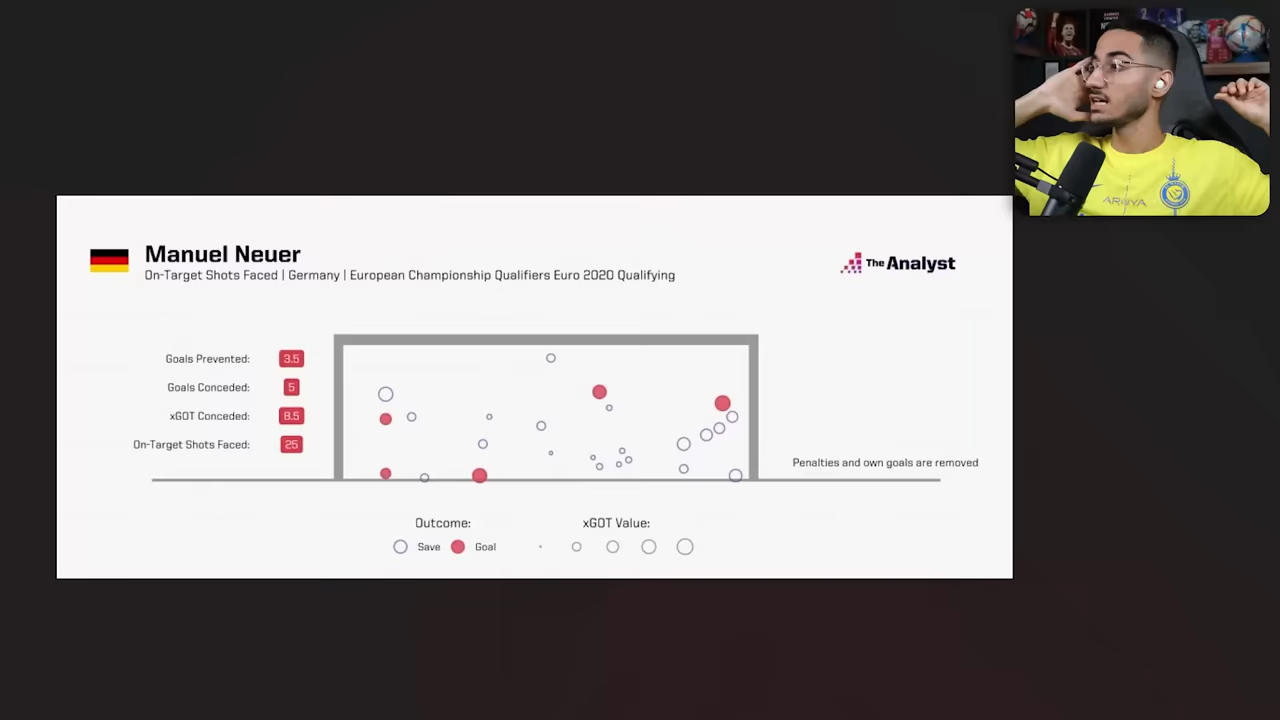 Manuel Neuer
On-Target Shots Faced | Germany | European Championship Qualifiers Euro 2020 Qualifying
The Analyst
Goals Prevented: 3.5
Goals Conceded: 5
xGOT Conceded: 8.5
On-Target Shots Faced: 25
Penalties and own goals are removed
Outcome: xGOT Value:
Save Goal